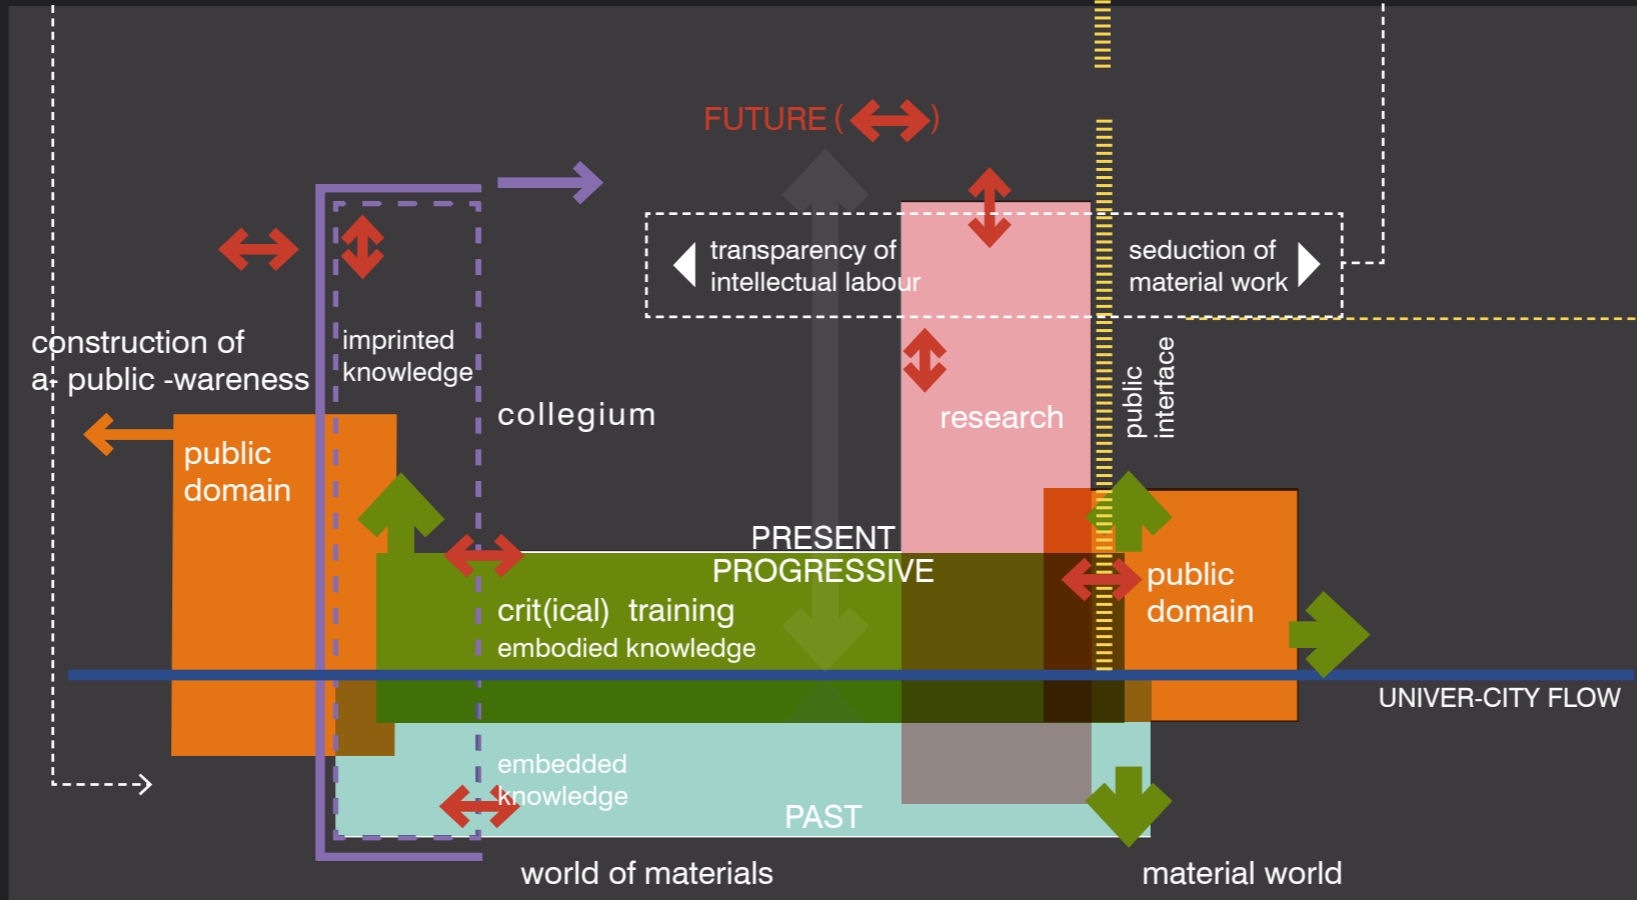 FUTURE ( )
transparency of
intellectual labour
seduction of
material work
construction of
a- public -wareness
imprinted
knowledge
collegium
research
public
interface
public
domain
PRESENT
PROGRESSIVE
crit(ical) training
embodied knowledge
public
domain
UNIVER-CITY FLOW
embedded
knowledge
PAST
world of materials
material world